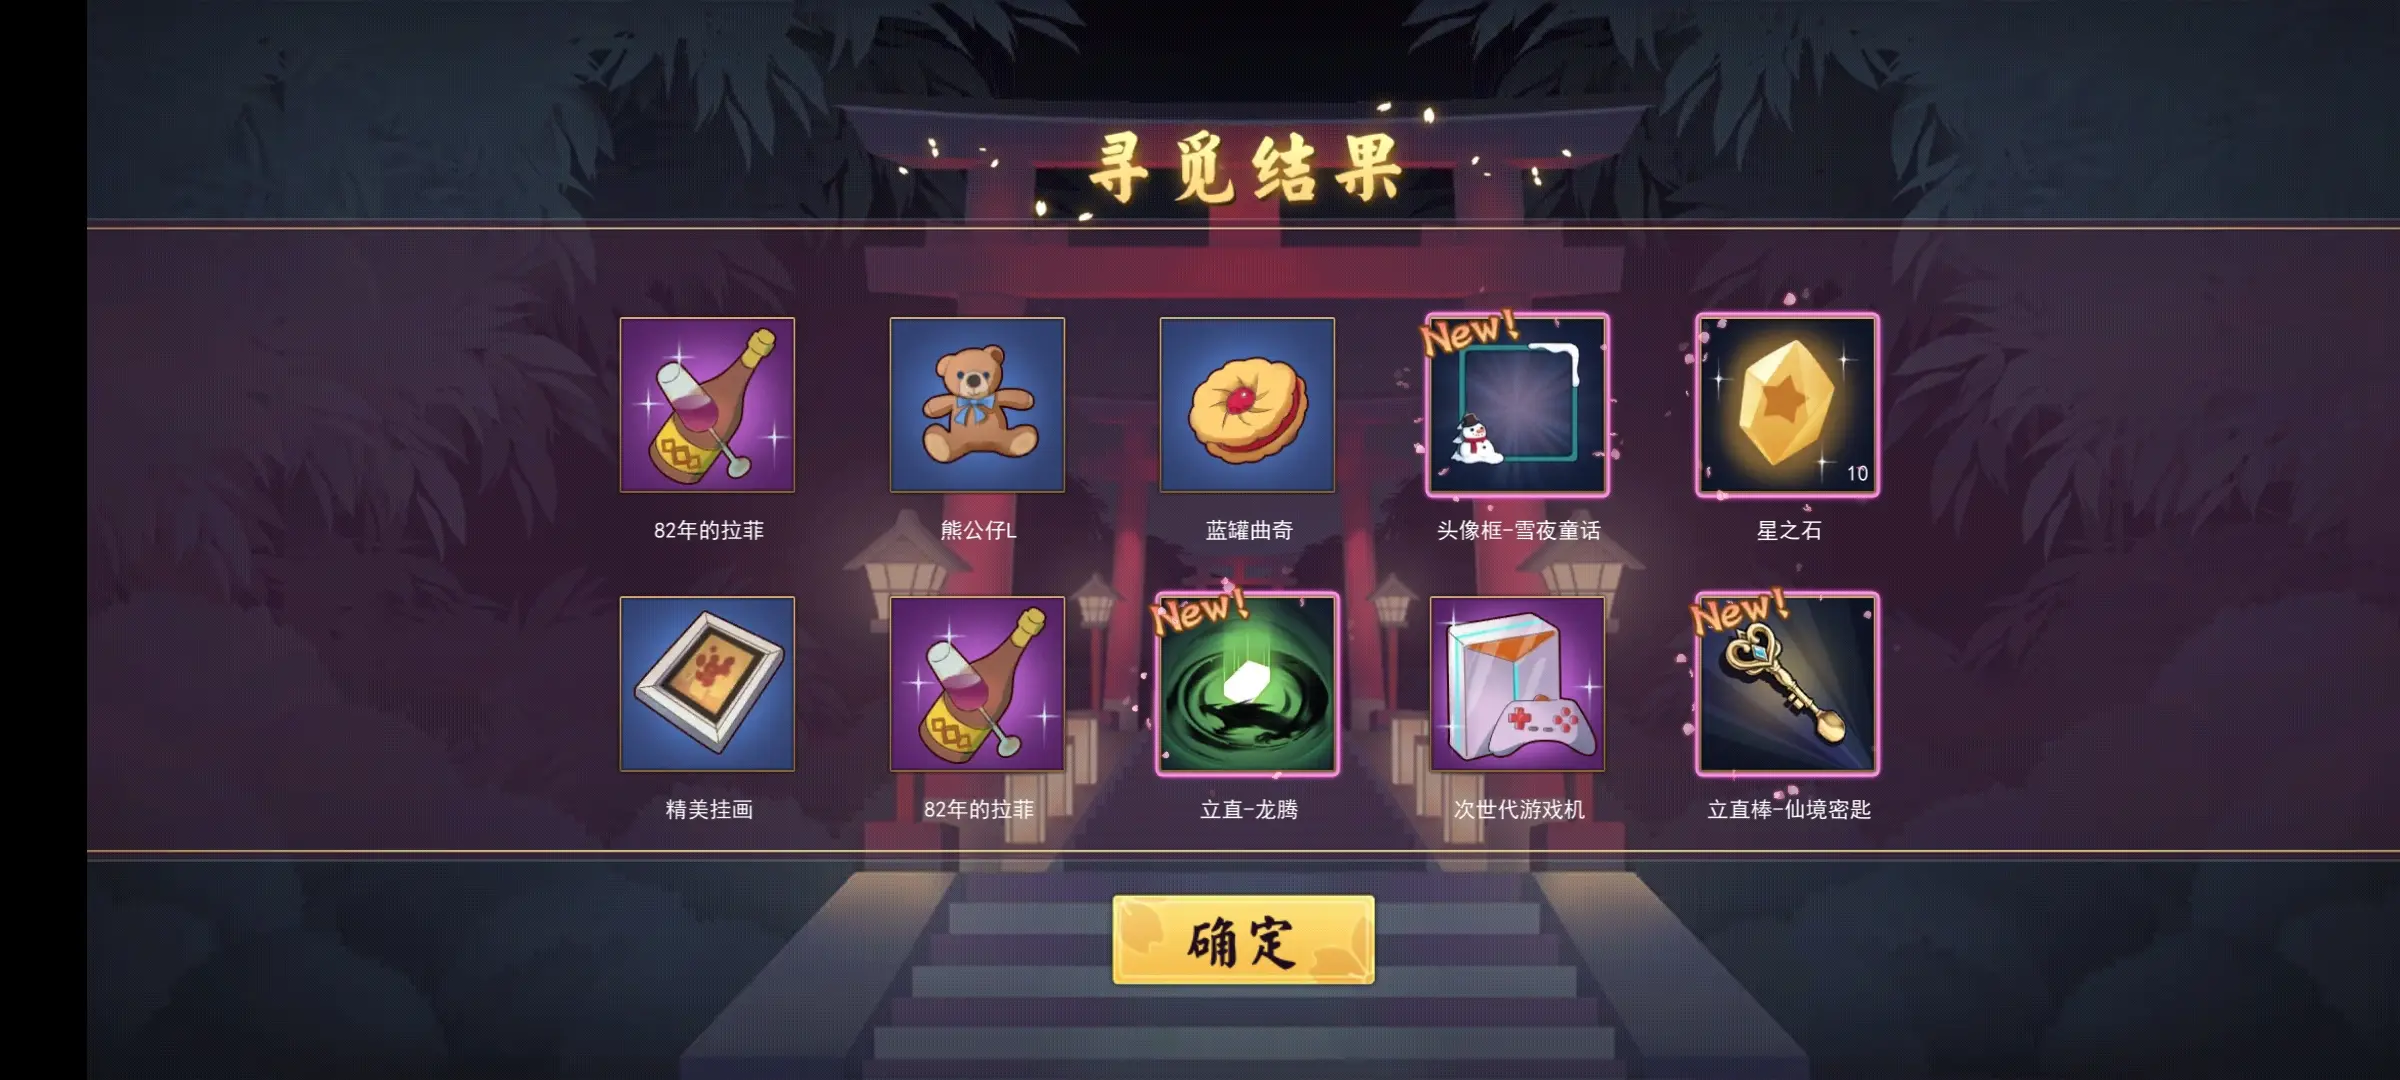 寻觅结果
New!
10
82年的拉菲 熊公仔L 蓝罐曲奇 头像框-雪夜童话 星之石
New! New!
精美挂画 82年的拉菲 立直-龙腾 次世代游戏机 立直棒-仙境密匙
确定